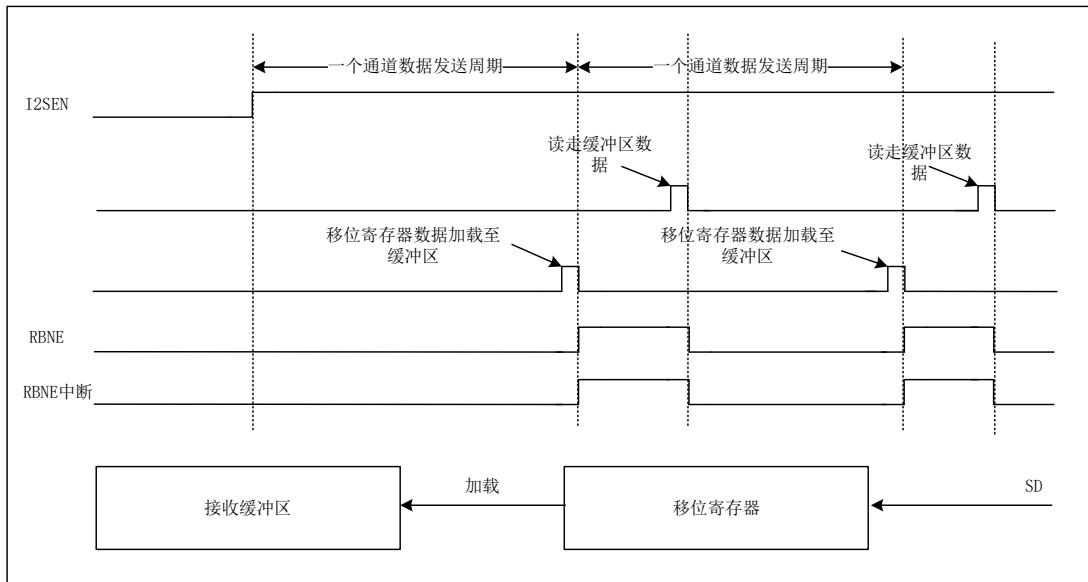 一个通道数据发送周期
一个通道数据发送周期
I2SEN
读走缓冲区数
据
读走缓冲区数
据
移位寄存器数据加载至
缓冲区
移位寄存器数据加载至
缓冲区
RBNE
RBNE中断
接收缓冲区
加载
移位寄存器
SD